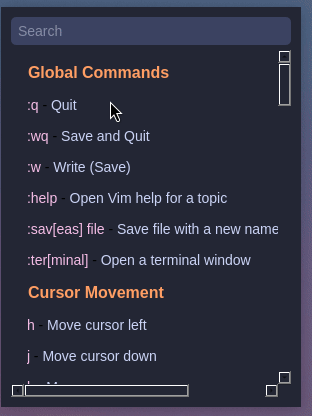 Search
Global Commands
:q - Quit
:wq - Save and Quit
:w - Write (Save)
:help - Open Vim help for a topic
:sav[eas] file - Save file with a new name
:ter[minal] - Open a terminal window
Cursor Movement
h - Move cursor left
j - Move cursor down